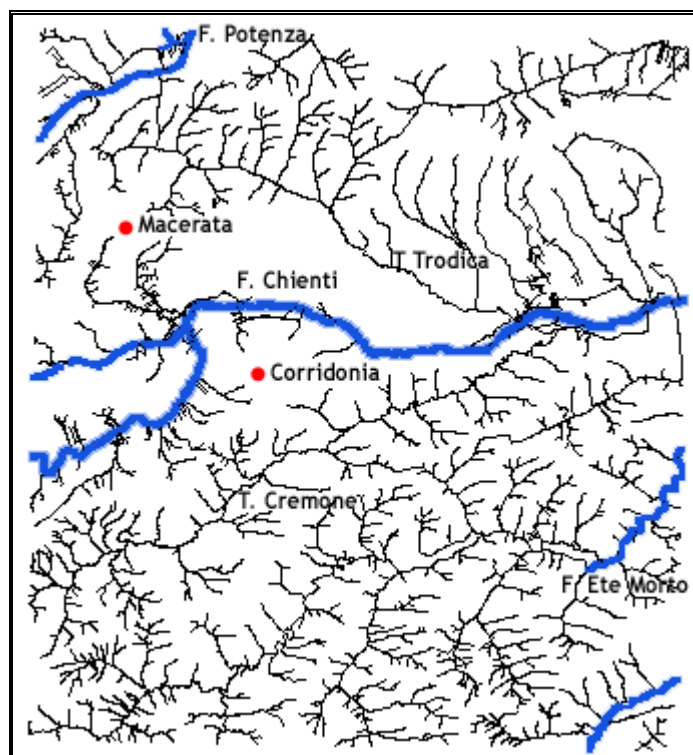 F. Potenza
Macerata
T Trodica
F. Chienti
Corridonia
T. Cremone
F. Ete Morto